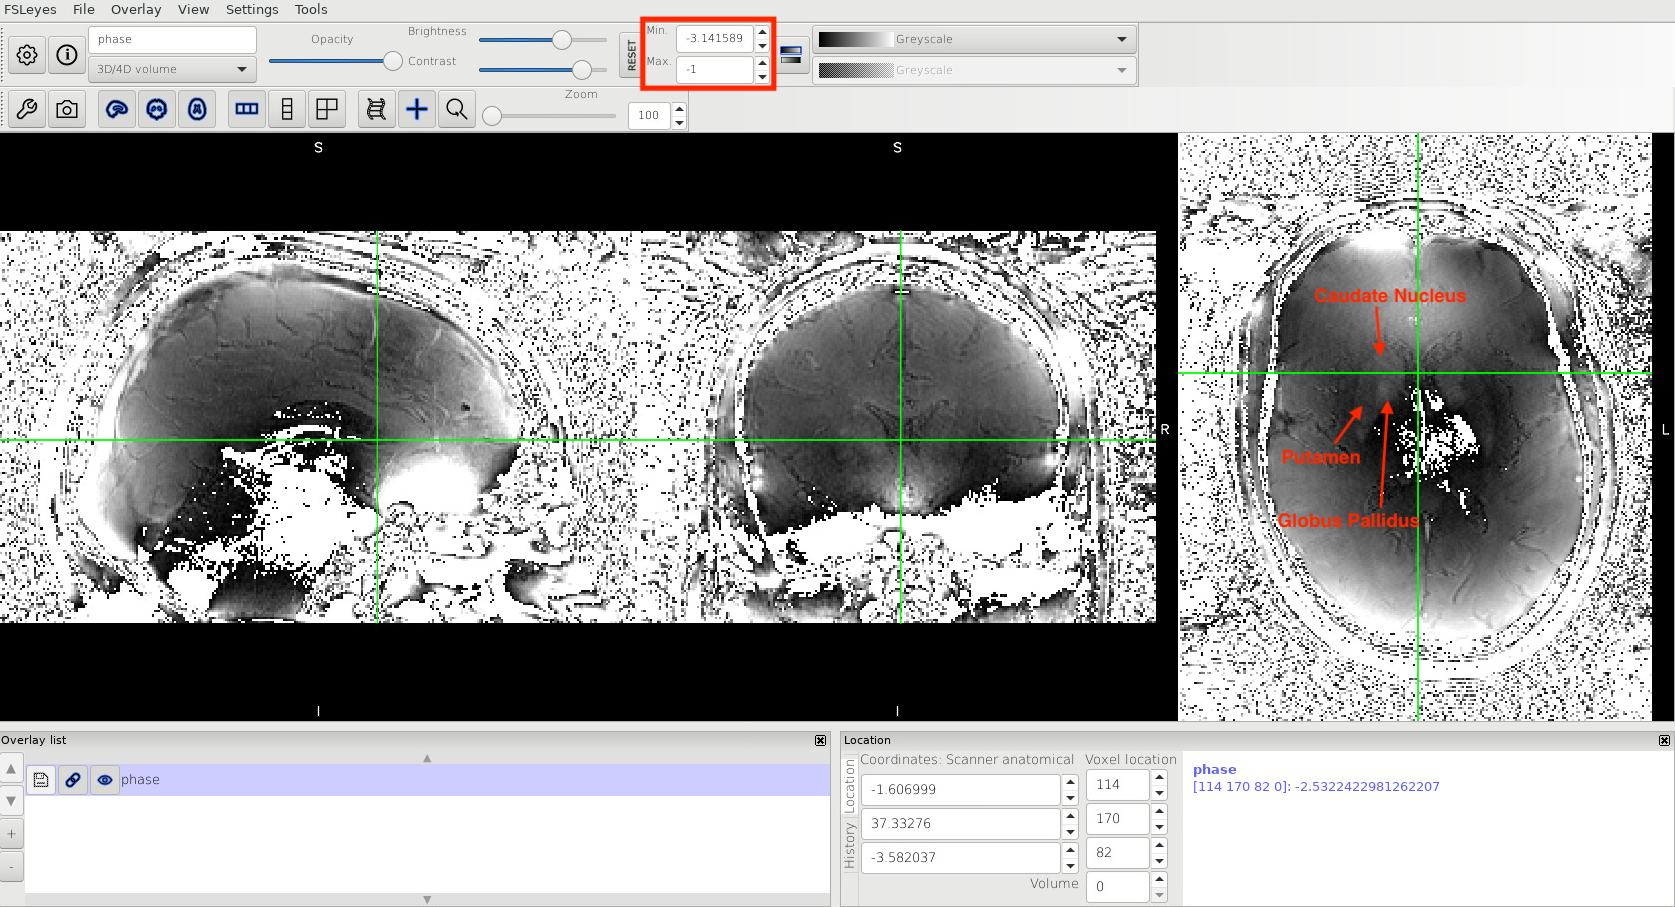 FSLeyes File Overlay View Settings Tools
phase
3D/4D volume
Opacity
Brightness
Contrast
RESET
Min. -3.141589
Max. -1
Greyscale
Greyscale
Zoom
100
S
S
R
L
Caudate Nucleus
Putamen
Globus Pallidus
I
I
Overlay list
phase
+
-
Location
Location
History
Coordinates: Scanner anatomical
Voxel location
-1.606999
114
37.33276
170
-3.582037
82
Volume
0
phase
[114 170 82 0]: -2.5322422981262207